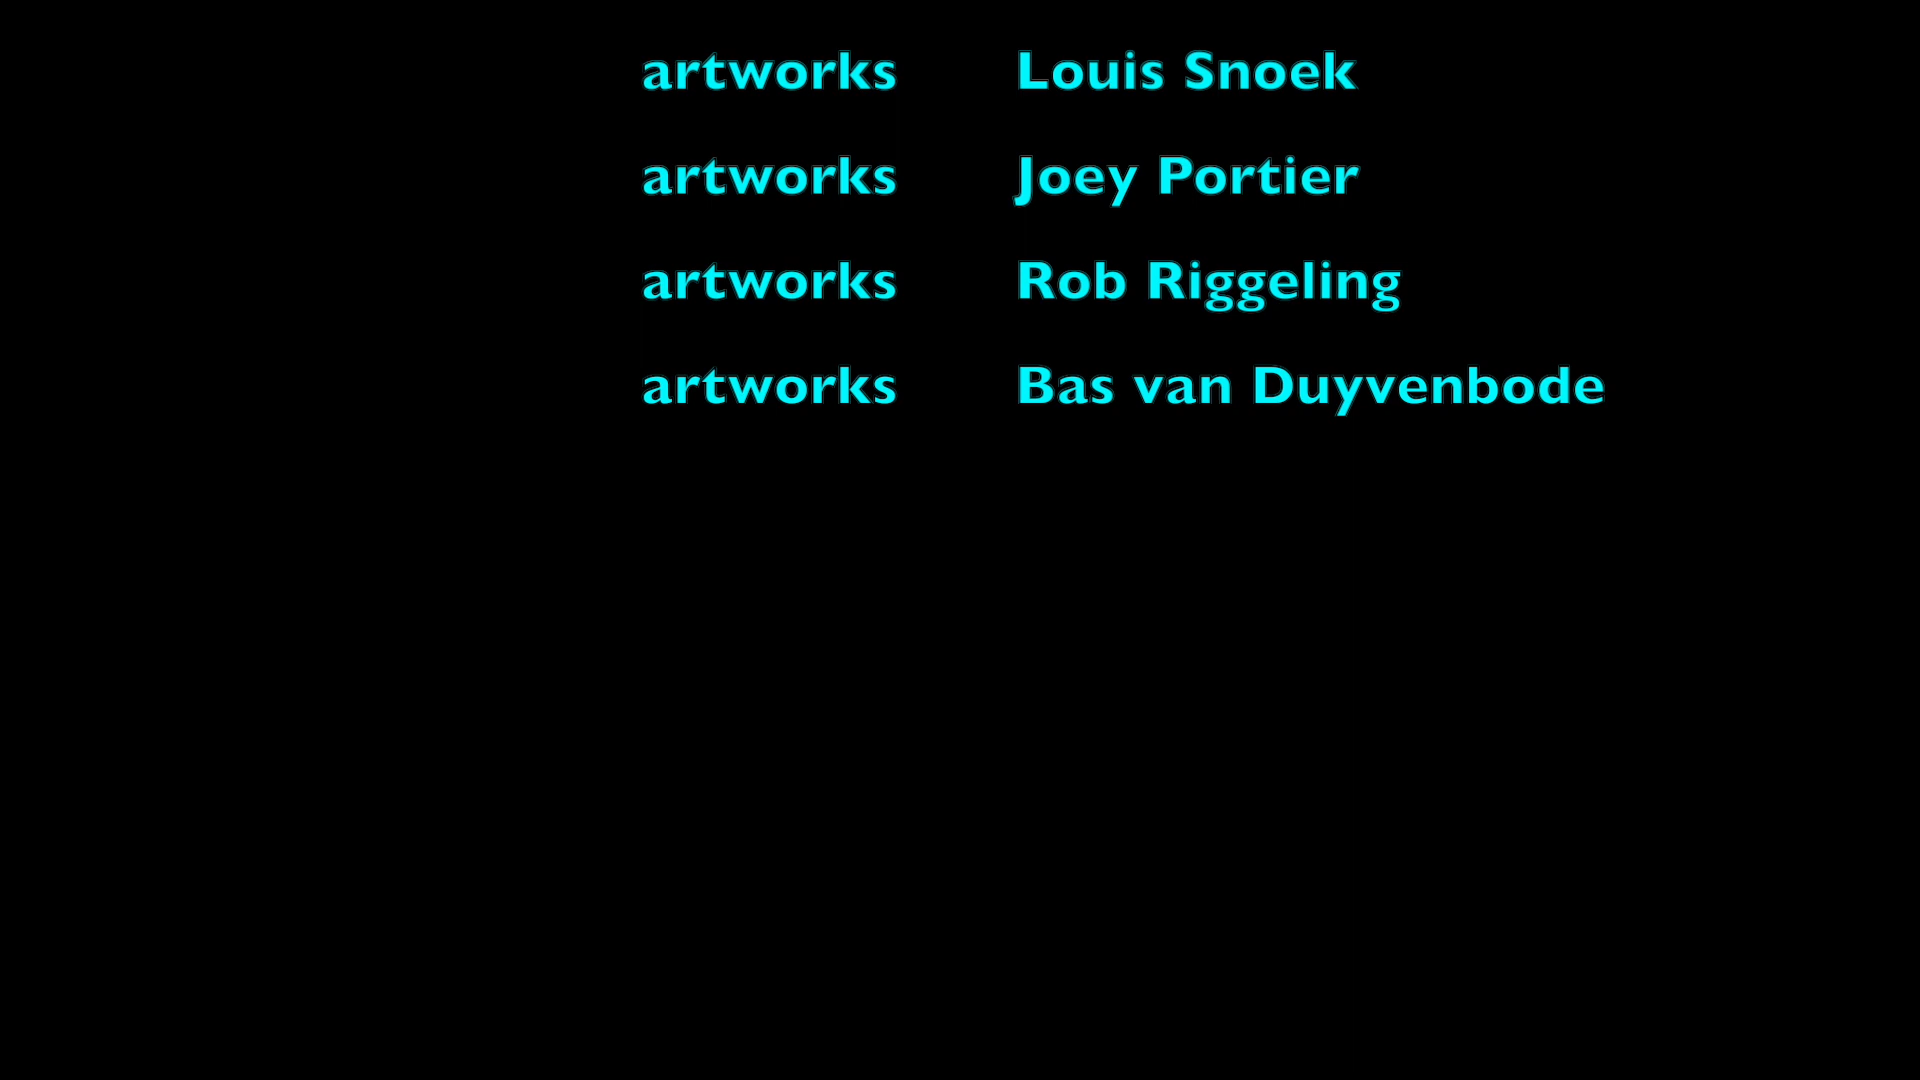 artworks Louis Snoek
artworks Joey Portier
artworks Rob Riggeling
artworks Bas van Duyvenbode